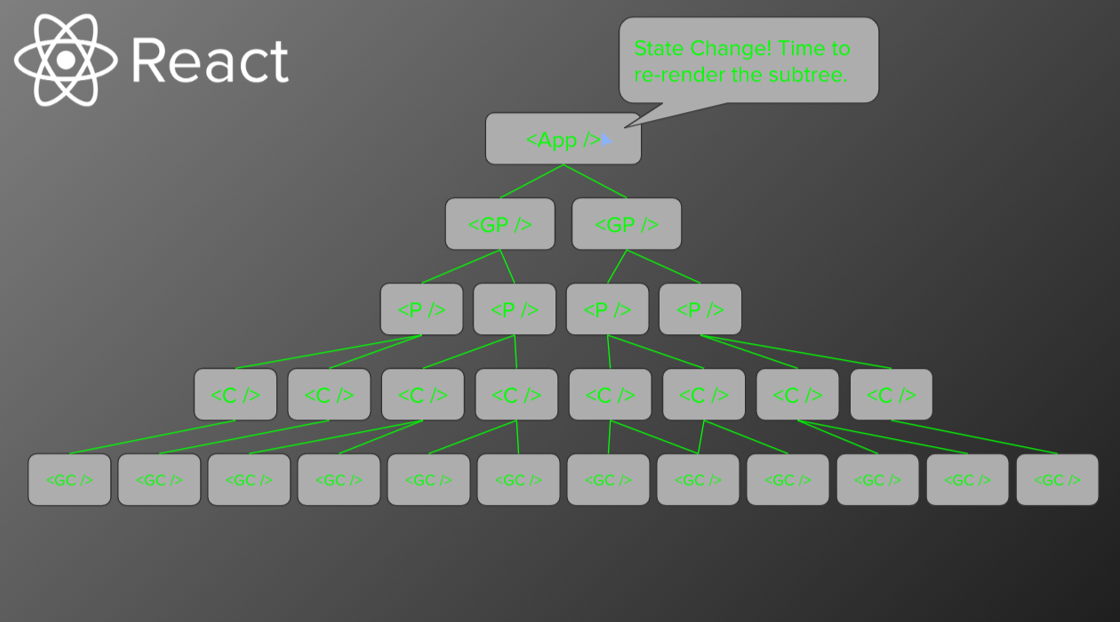 React
State Change! Time to
re-render the subtree.
<App />
<GP /> <GP />
<P /> <P /> <P /> <P />
<C /> <C /> <C /> <C /> <C /> <C /> <C /> <C />
<GC /> <GC /> <GC /> <GC /> <GC /> <GC /> <GC /> <GC /> <GC /> <GC /> <GC /> <GC />